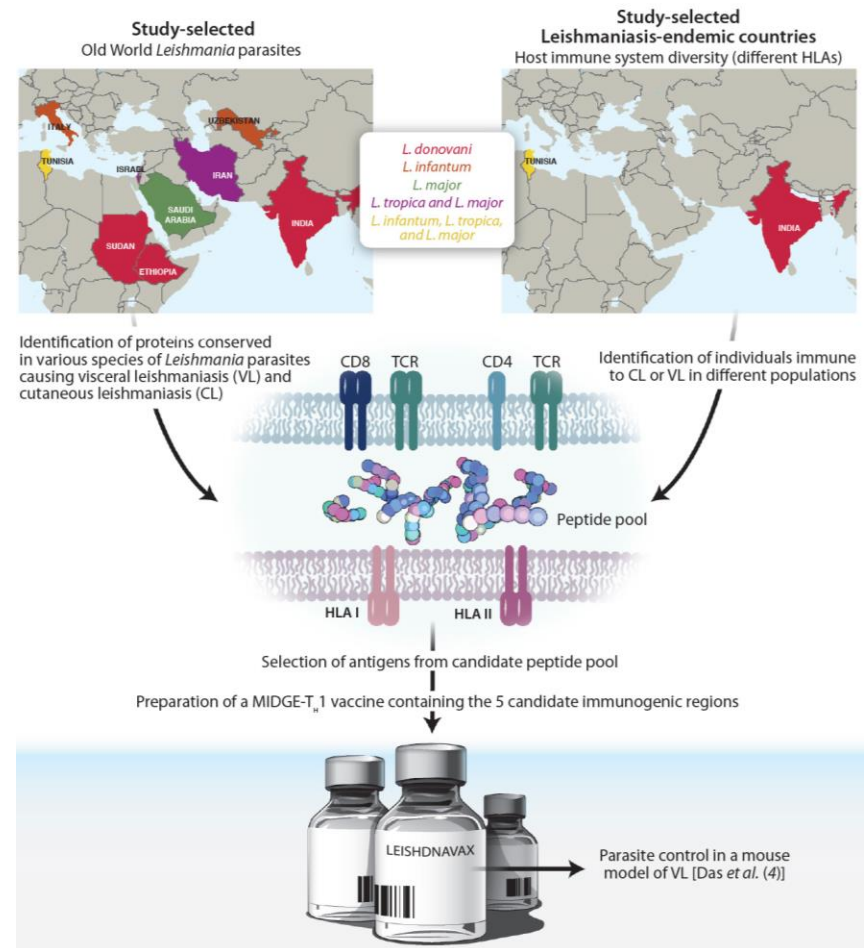 Study-selected
Old World Leishmania parasites
ITALY
UZBEKISTAN
TUNISIA
ISRAEL
IRAN
SAUDI
ARABIA
INDIA
SUDAN
ETHIOPIA
L. donovani
L. infantum
L. major
L. tropica and L. major
L. infantum, L. tropica,
and L. major
Study-selected
Leishmaniasis-endemic countries
Host immune system diversity (different HLAs)
TUNISIA
INDIA
Identification of proteins conserved
in various species of Leishmania parasites
causing visceral leishmaniasis (VL) and
cutaneous leishmaniasis (CL)
Identification of individuals immune
to CL or VL in different populations
CD8 TCR CD4 TCR
Peptide pool
HLA I HLA II
Selection of antigens from candidate peptide pool
Preparation of a MIDGE-TH1 vaccine containing the 5 candidate immunogenic regions
LEISHDNAVAX
Parasite control in a mouse
model of VL [Das et al. (4)]